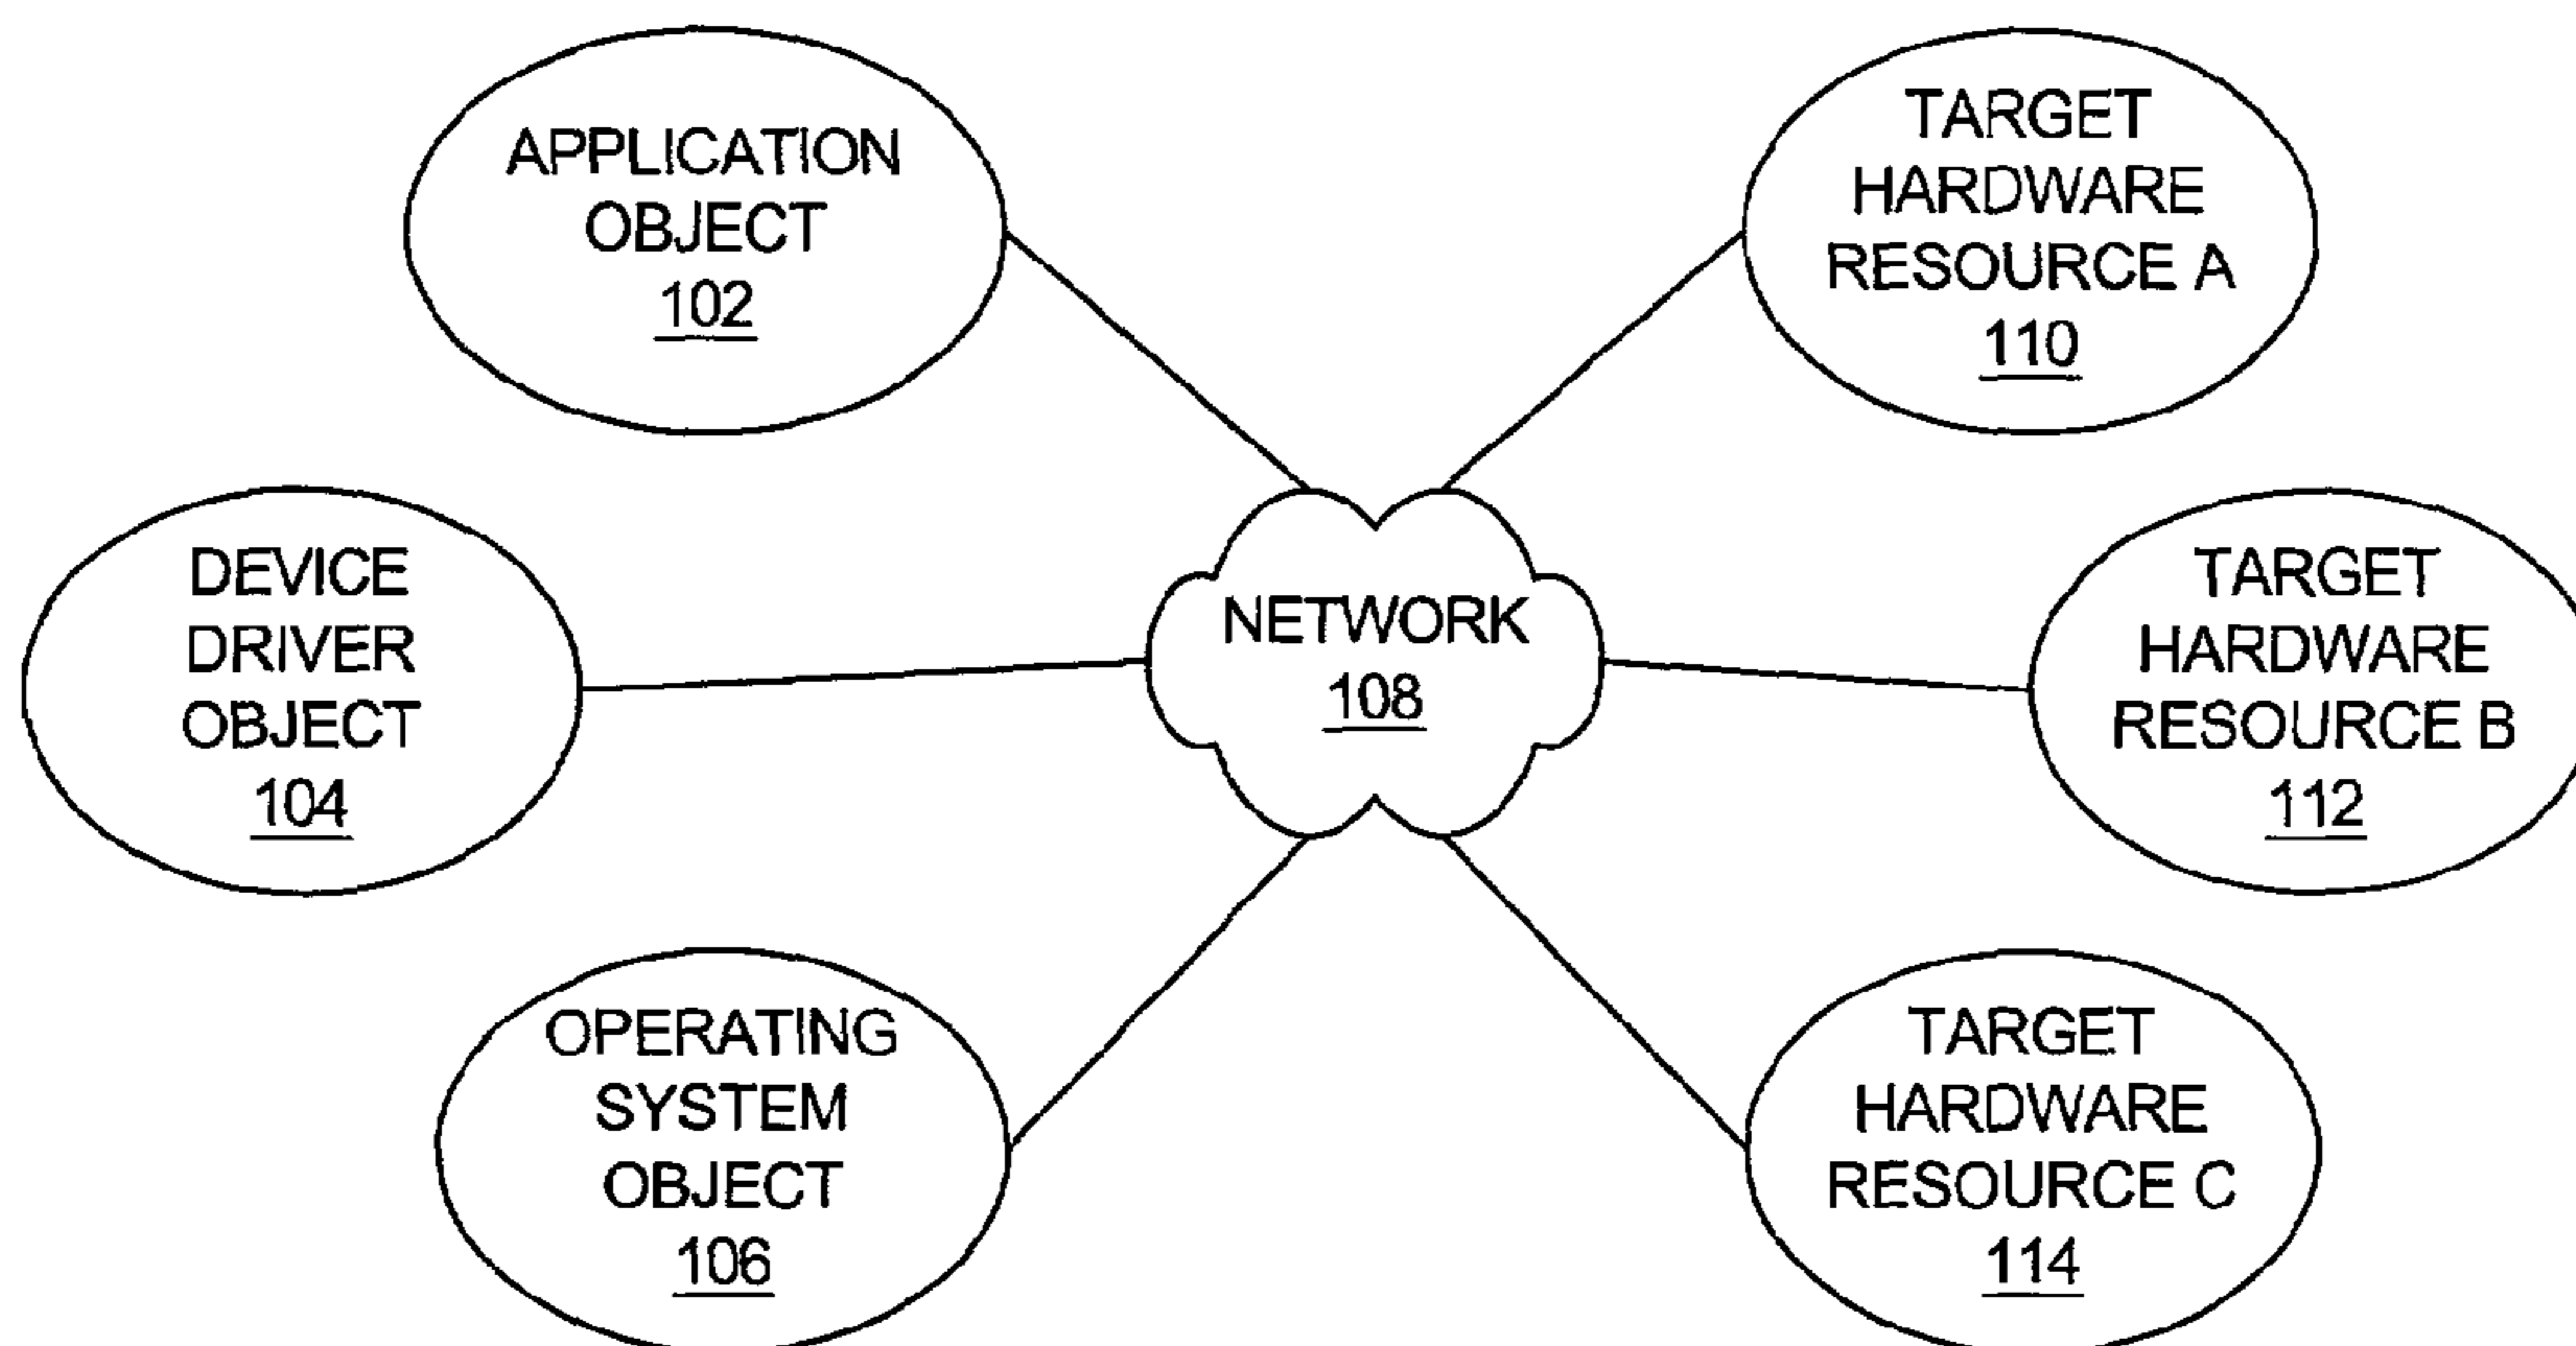 APPLICATION
OBJECT
102
TARGET
HARDWARE
RESOURCE A
110
DEVICE
DRIVER
OBJECT
104
NETWORK
108
TARGET
HARDWARE
RESOURCE B
112
OPERATING
SYSTEM
OBJECT
106
TARGET
HARDWARE
RESOURCE C
114